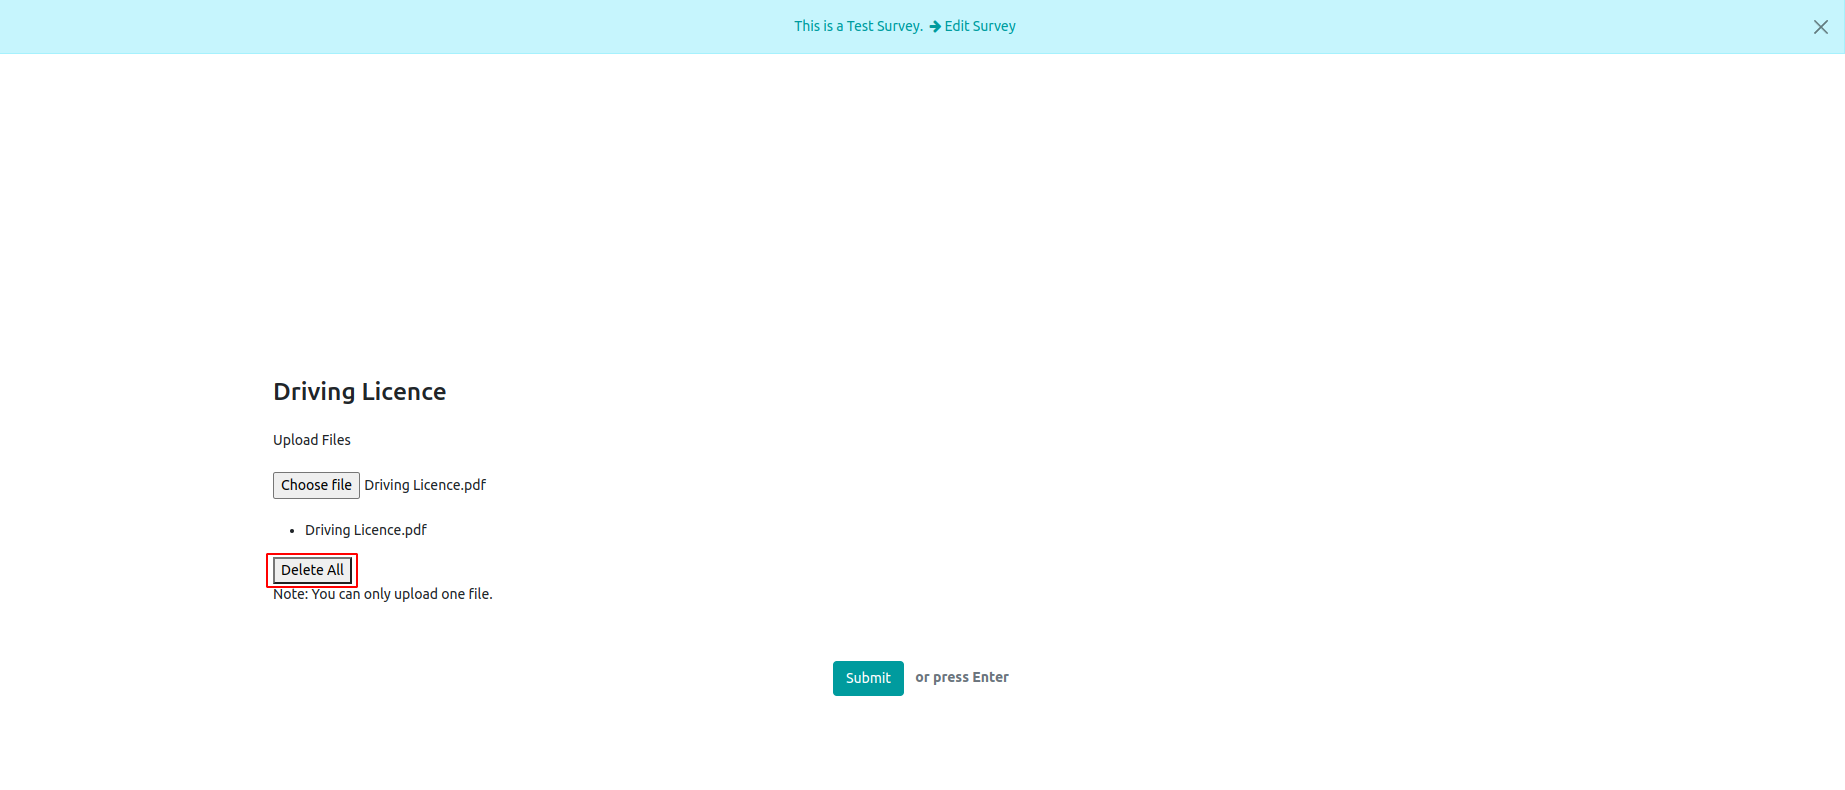 This is a Test Survey. Edit Survey
Driving Licence
Upload Files
Choose file Driving Licence.pdf
Driving Licence.pdf
Delete All
Note: You can only upload one file.
Submit or press Enter